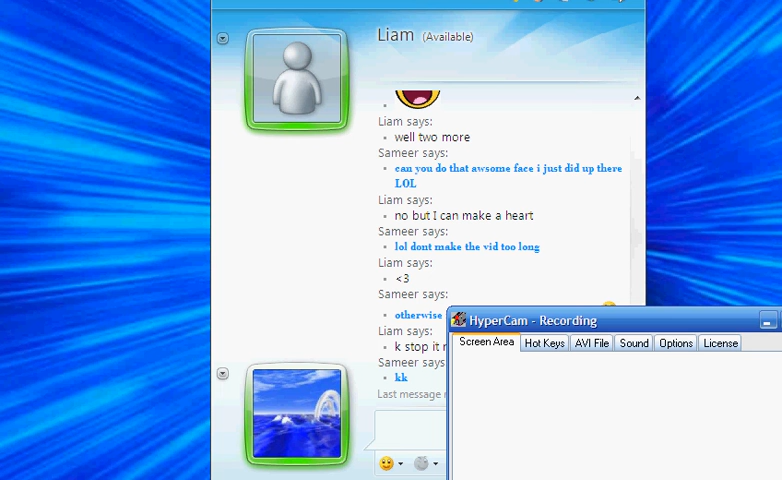 Liam (Available)
Liam says:
well two more
Sameer says:
can you do that awsome face i just did up there
LOL
Liam says:
no but I can make a heart
Sameer says:
lol dont make the vid too long
Liam says:
<3
Sameer says:
otherwise
Liam says:
k stop it
Sameer says
kk
Last message
HyperCam - Recording
Screen Area Hot Keys AVI File Sound Options License